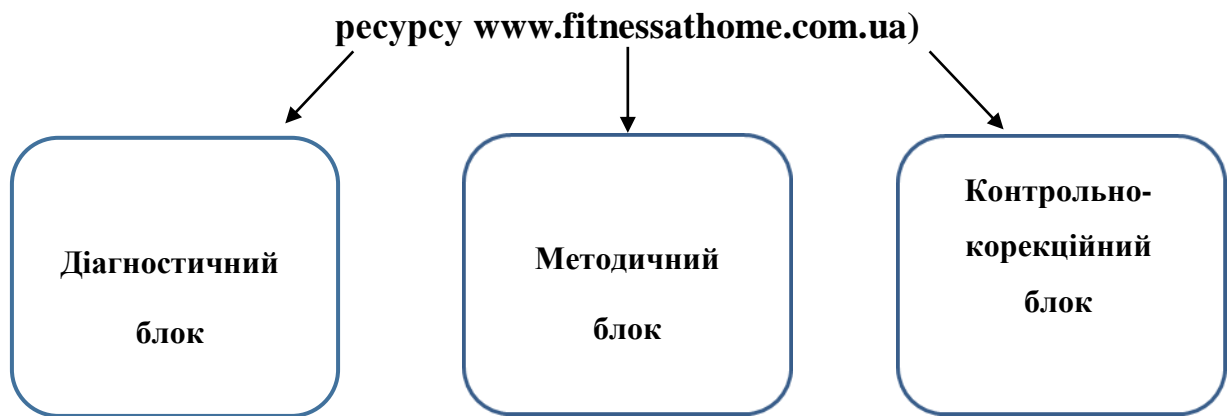 ресурсу www.fitnessathome.com.ua)
Діагностичний
блок
Методичний
блок
Контрольно-
корекційний
блок